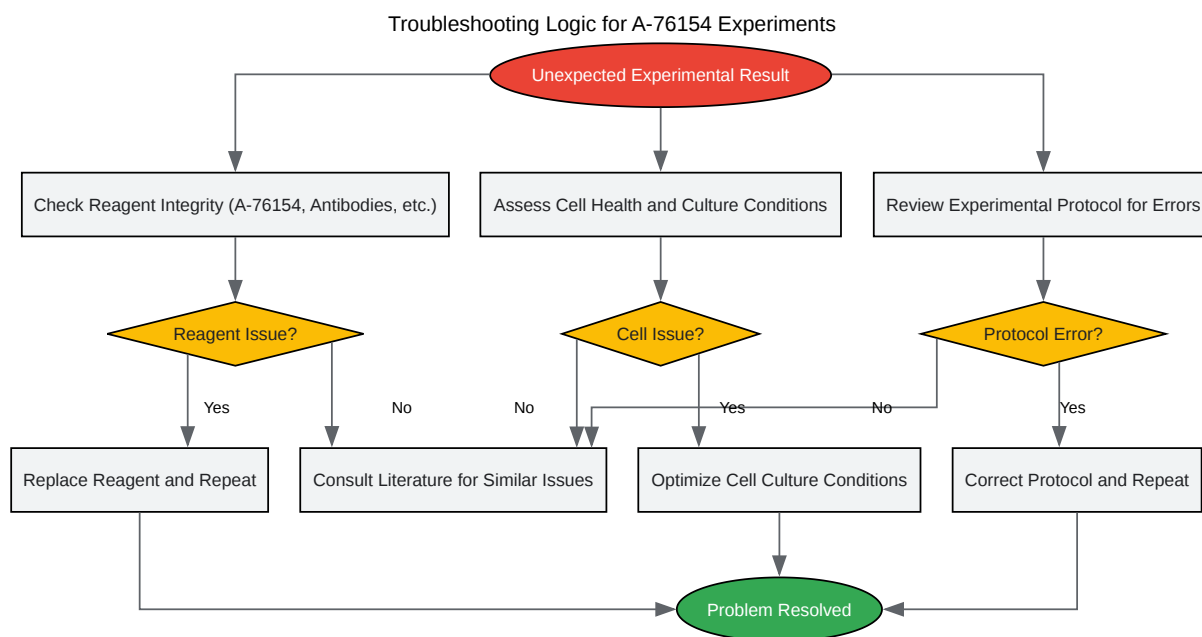 Troubleshooting Logic for A-76154 Experiments
Unexpected Experimental Result
Check Reagent Integrity (A-76154, Antibodies, etc.)
Assess Cell Health and Culture Conditions
Review Experimental Protocol for Errors
Reagent Issue?
Cell Issue?
Protocol Error?
Yes
No
No
Yes
No
Yes
Replace Reagent and Repeat
Consult Literature for Similar Issues
Optimize Cell Culture Conditions
Correct Protocol and Repeat
Problem Resolved